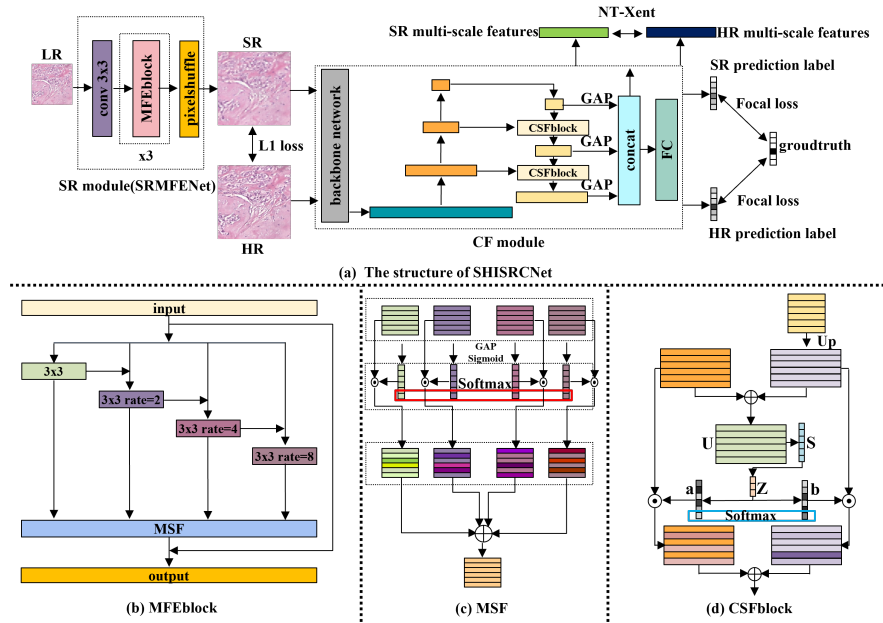 NT-Xent
SR multi-scale features
HR multi-scale features
LR
SR
conv 3x3
MFEblock
pixelshuffle
x3
SR module(SRMFENet)
L1 loss
HR
backbone network
GAP
CSFblock
GAP
CSFblock
GAP
concat
FC
CF module
SR prediction label
Focal loss
groudtruth
Focal loss
HR prediction label
(a) The structure of SHISRCNet
input
3x3
3x3 rate=2
3x3 rate=4
3x3 rate=8
MSF
output
(b) MFEblock
GAP
Sigmoid
Softmax
(c) MSF
Up
U
S
Z
a
b
Softmax
(d) CSFblock